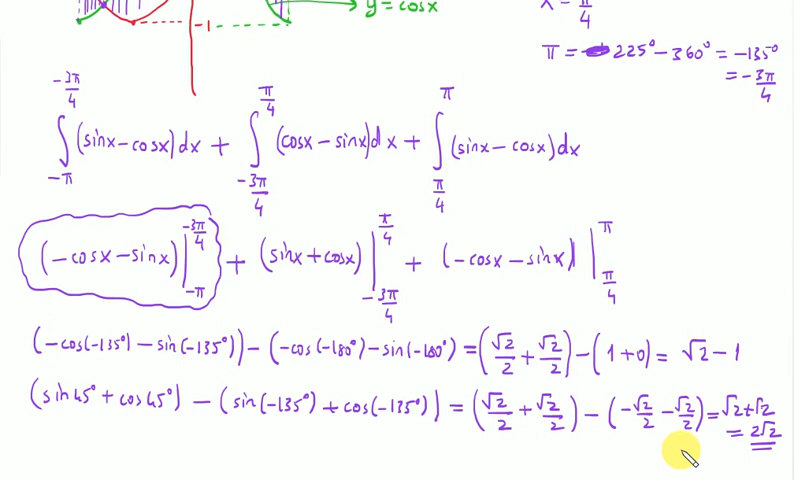 y = cosx
x = π/4
-1
π = 225° - 360° = -135°
= -3π/4
∫_{-π}^{-3π/4} (sinx - cosx) dx + ∫_{-3π/4}^{π/4} (cosx - sinx) dx + ∫_{π/4}^{π} (sinx - cosx) dx
(-cosx - sinx) |_{-π}^{-3π/4} + (sinx + cosx) |_{-3π/4}^{π/4} + (-cosx - sinx) |_{π/4}^{π}
(-cos(-135°) - sin(-135°)) - (-cos(-180°) - sin(-180°)) = (√2/2 + √2/2) - (1+0) = √2 - 1
(sin45° + cos45°) - (sin(-135°) + cos(-135°)) = (√2/2 + √2/2) - (-√2/2 - √2/2) = √2 + √2
= 2√2